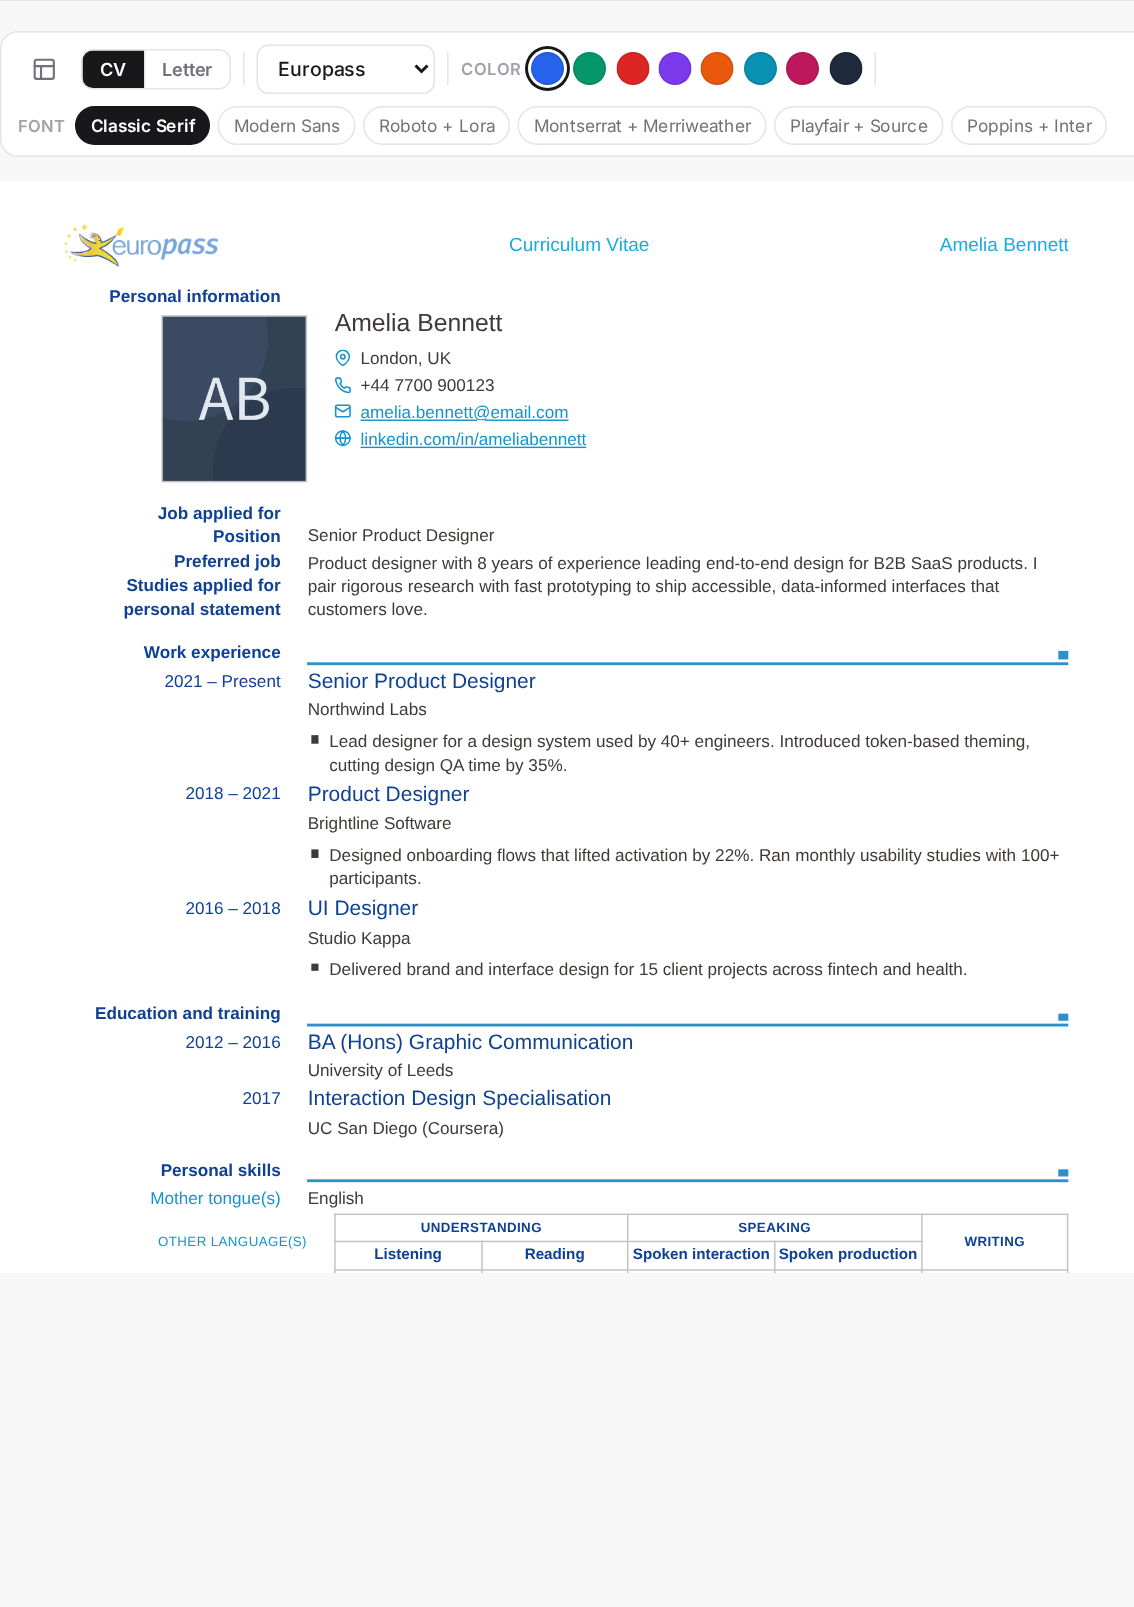 CV Letter Europass COLOR
FONT Classic Serif Modern Sans Roboto + Lora Montserrat + Merriweather Playfair + Source Poppins + Inter
europass Curriculum Vitae Amelia Bennett
Personal information
AB
Amelia Bennett
London, UK
+44 7700 900123
amelia.bennett@email.com
linkedin.com/in/ameliabennett
Job applied for
Position
Preferred job
Studies applied for
personal statement
Senior Product Designer
Product designer with 8 years of experience leading end-to-end design for B2B SaaS products. I
pair rigorous research with fast prototyping to ship accessible, data-informed interfaces that
customers love.
Work experience
2021 – Present Senior Product Designer
Northwind Labs
Lead designer for a design system used by 40+ engineers. Introduced token-based theming,
cutting design QA time by 35%.
2018 – 2021 Product Designer
Brightline Software
Designed onboarding flows that lifted activation by 22%. Ran monthly usability studies with 100+
participants.
2016 – 2018 UI Designer
Studio Kappa
Delivered brand and interface design for 15 client projects across fintech and health.
Education and training
2012 – 2016 BA (Hons) Graphic Communication
University of Leeds
2017 Interaction Design Specialisation
UC San Diego (Coursera)
Personal skills
Mother tongue(s) English
OTHER LANGUAGE(S)
UNDERSTANDING SPEAKING WRITING
Listening Reading Spoken interaction Spoken production